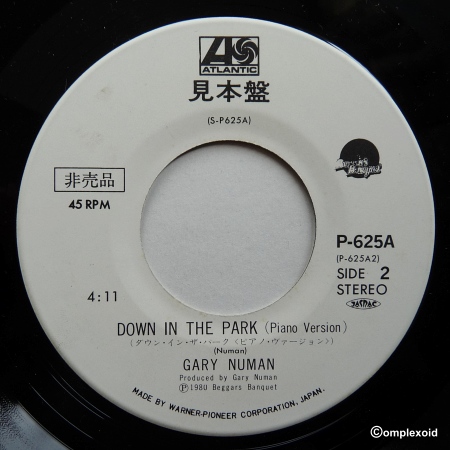 ATLANTIC
見本盤
(S-P625A)
非売品
45 RPM
P-625A
(P-625A2)
SIDE 2
STEREO
JASRAC
4:11
DOWN IN THE PARK (Piano Version)
(ダウン・イン・ザ・パーク〈ピアノ・ヴァージョン〉)
(Numan)
GARY NUMAN
Produced by Gary Numan
Ⓟ1980 Beggars Banquet
MADE BY WARNER-PIONEER CORPORATION, JAPAN.
©omplexoid